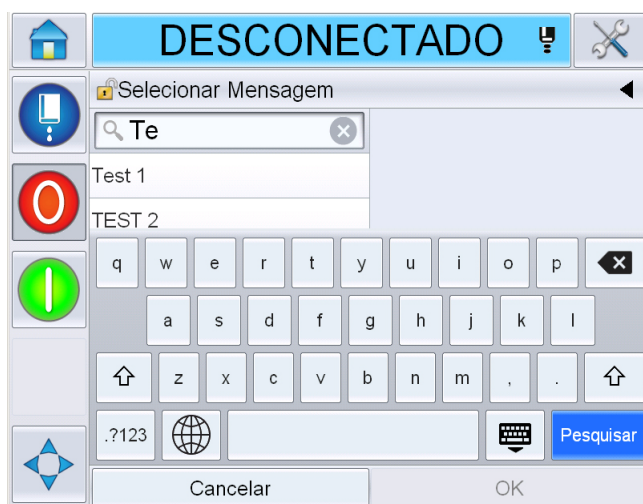 DESCONECTADO
Selecionar Mensagem
Te
Test 1
TEST 2
q w e r t y u i o p
a s d f g h j k l
z x c v b n m , .
.?123 Pesquisar
Cancelar OK